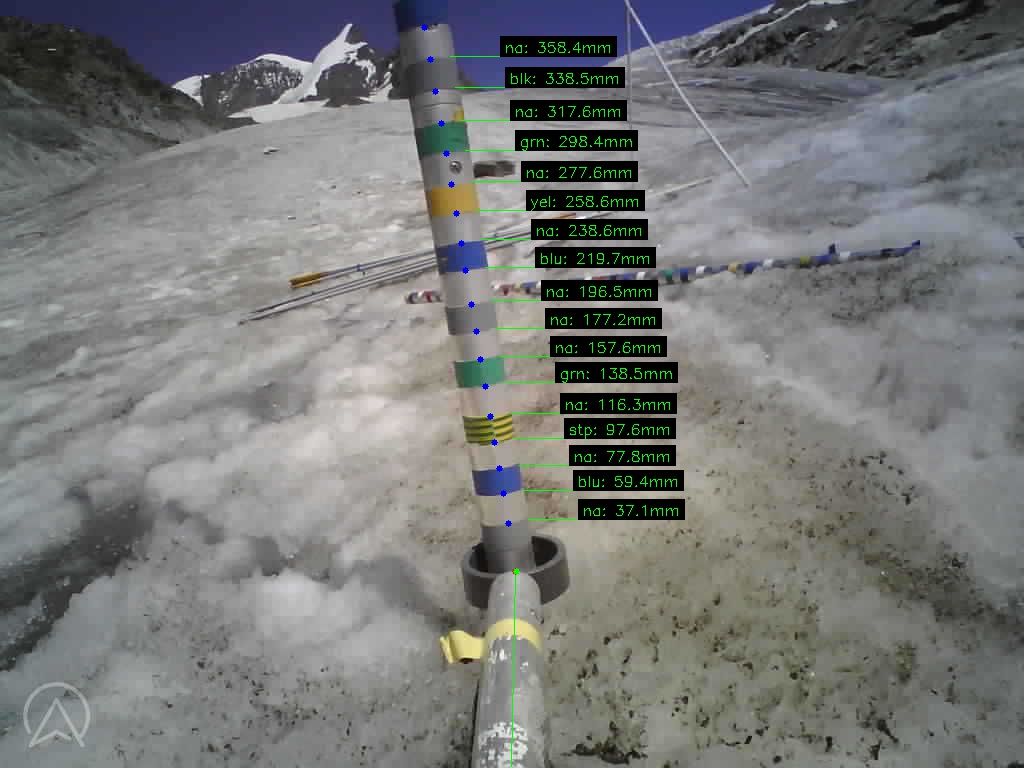 na: 358.4mm
blk: 338.5mm
na: 317.6mm
grn: 298.4mm
na: 277.6mm
yel: 258.6mm
na: 238.6mm
blu: 219.7mm
na: 196.5mm
na: 177.2mm
na: 157.6mm
grn: 138.5mm
na: 116.3mm
stp: 97.6mm
na: 77.8mm
blu: 59.4mm
na: 37.1mm